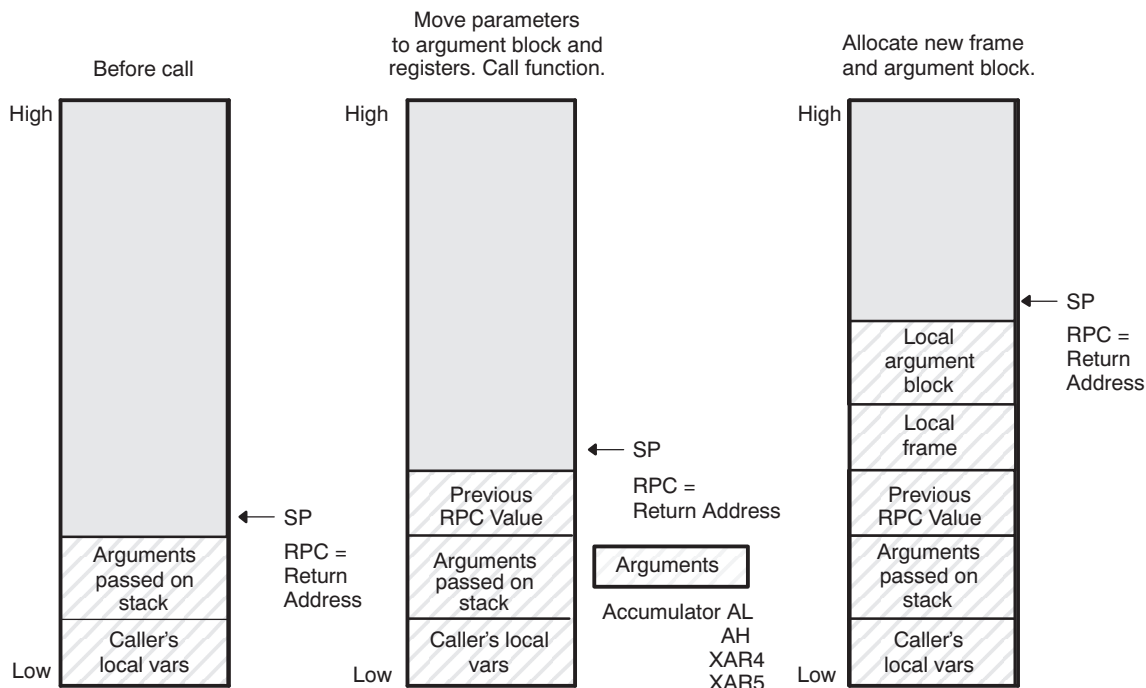 Before call
High
SP
RPC =
Return
Address
Arguments
passed on
stack
Caller's
local vars
Low
Move parameters
to argument block and
registers. Call function.
High
SP
RPC =
Return Address
Previous
RPC Value
Arguments
passed on
stack
Caller's local
vars
Low
Arguments
Accumulator AL
AH
XAR4
XAR5
Allocate new frame
and argument block.
High
SP
RPC =
Return
Address
Local
argument
block
Local
frame
Previous
RPC Value
Arguments
passed on
stack
Caller's
local vars
Low